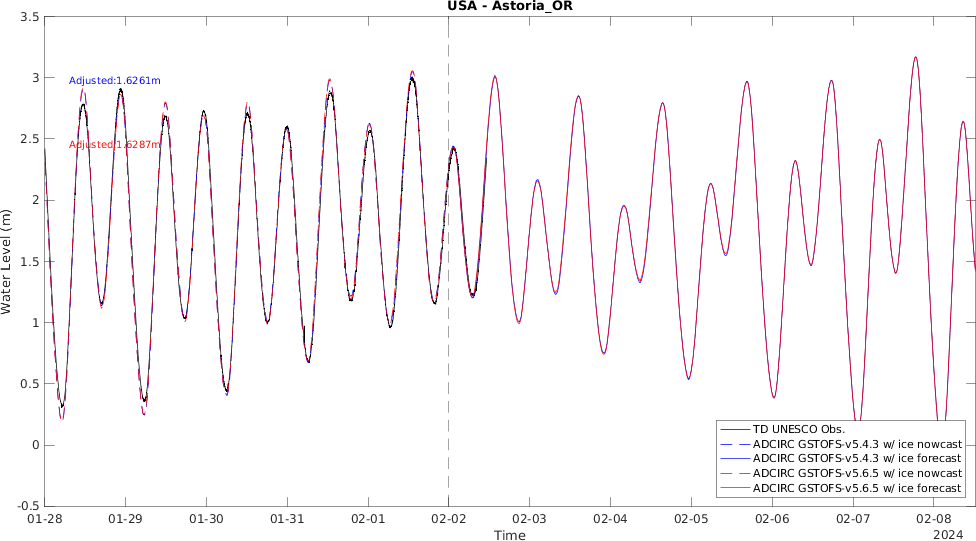 USA - Astoria_OR
3.5
3
2.5
2
1.5
1
0.5
0
-0.5
Water Level (m)
Adjusted:1.6261m
Adjusted:1.6287m
TD UNESCO Obs.
ADCIRC GSTOFS-v5.4.3 w/ ice nowcast
ADCIRC GSTOFS-v5.4.3 w/ ice forecast
ADCIRC GSTOFS-v5.6.5 w/ ice nowcast
ADCIRC GSTOFS-v5.6.5 w/ ice forecast
01-28 01-29 01-30 01-31 02-01 02-02 02-03 02-04 02-05 02-06 02-07 02-08
Time
2024